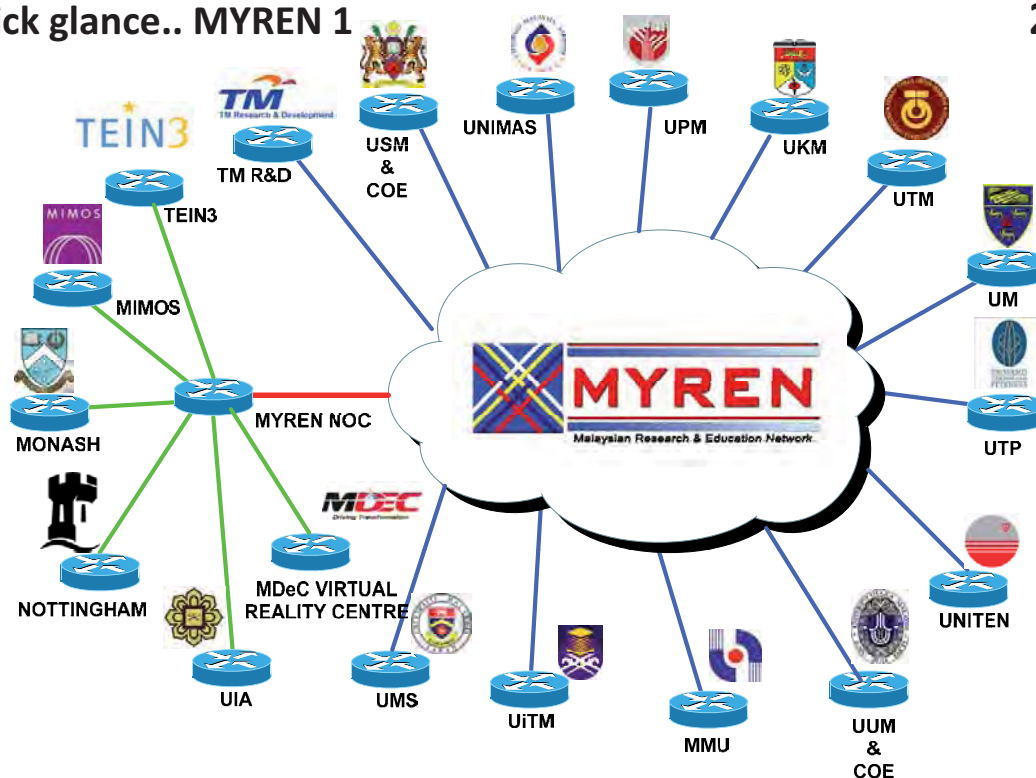 ick glance.. MYREN 1
2
TEIN3
TEIN3
TM
TM Research & Development
TM R&D
USM
&
COE
UNIMAS
UPM
UKM
UTM
UM
MIMOS
MIMOS
MONASH
MYREN NOC
MYREN
Malaysian Research & Education Network
UTP
NOTTINGHAM
MDEC
Driving Transformation
MDeC VIRTUAL
REALITY CENTRE
UIA
UMS
UiTM
MMU
UUM
&
COE
UNITEN